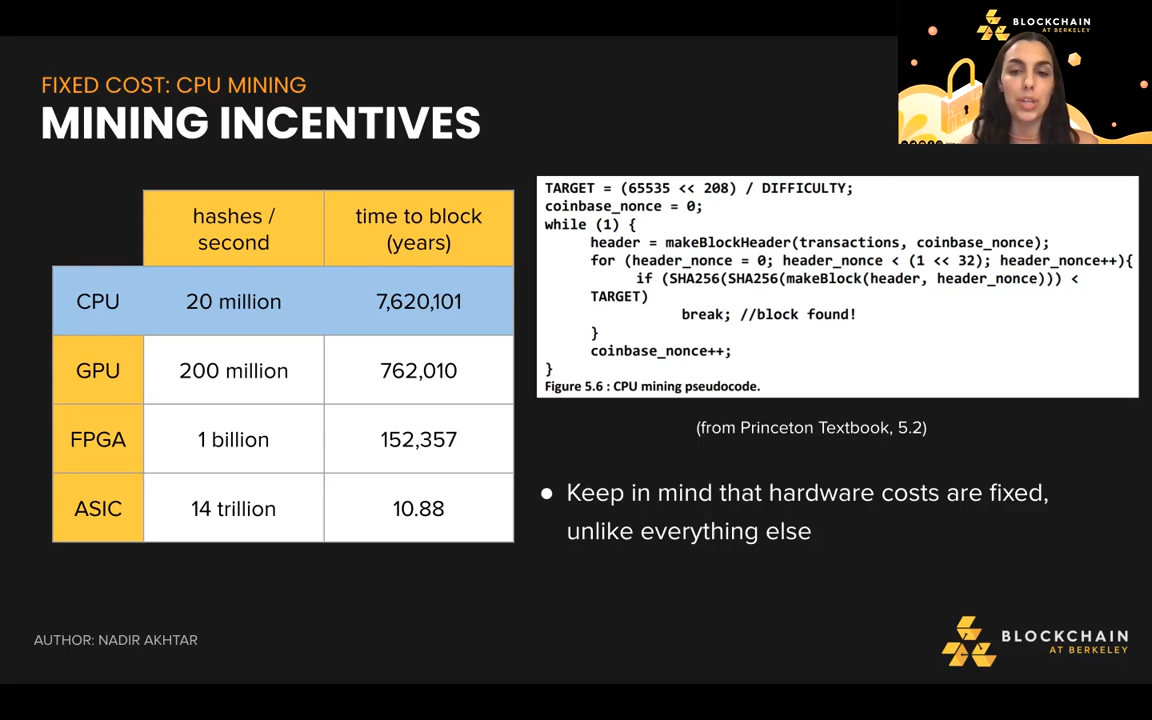 BLOCKCHAIN
AT BERKELEY
FIXED COST: CPU MINING
MINING INCENTIVES
hashes /
second
time to block
(years)
CPU
20 million
7,620,101
GPU
200 million
762,010
FPGA
1 billion
152,357
ASIC
14 trillion
10.88
TARGET = (65535 << 208) / DIFFICULTY;
coinbase_nonce = 0;
while (1) {
header = makeBlockHeader(transactions, coinbase_nonce);
for (header_nonce = 0; header_nonce < (1 << 32); header_nonce++){
if (SHA256(SHA256(makeBlock(header, header_nonce))) <
TARGET)
break; //block found!
}
coinbase_nonce++;
}
Figure 5.6 : CPU mining pseudocode.
(from Princeton Textbook, 5.2)
● Keep in mind that hardware costs are fixed,
unlike everything else
AUTHOR: NADIR AKHTAR
BLOCKCHAIN
AT BERKELEY